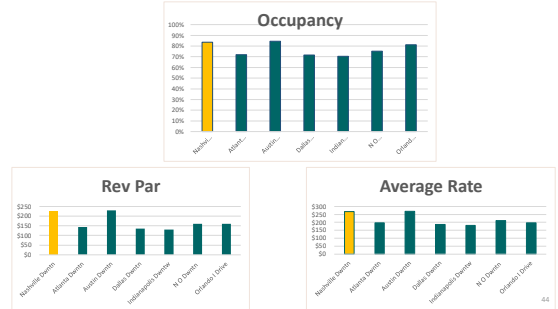 Occupancy
100%
90%
80%
70%
60%
50%
40%
30%
20%
10%
0%
Nashvi...
Atlant...
Austin...
Dallas...
Indian...
N O...
Orland...
Rev Par
$250
$200
$150
$100
$50
$0
Nashville Dwntn
Atlanta Dwntn
Austin Dwntn
Dallas Dwntn
Indianapolis Dwntw
N O Dwntn
Orlando I Drive
Average Rate
$300
$250
$200
$150
$100
$50
$0
Nashville Dwntn
Atlanta Dwntn
Austin Dwntn
Dallas Dwntn
Indianapolis Dwntw
N O Dwntn
Orlando I Drive
44